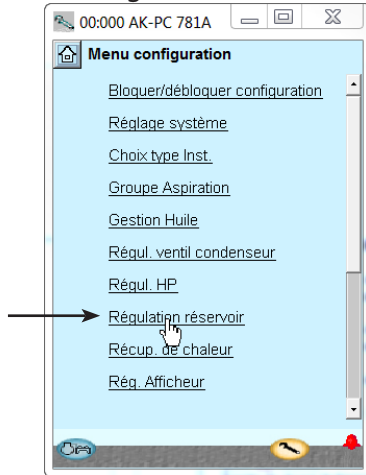 00:000 AK-PC 781A
Menu configuration
Bloquer/débloquer configuration
Réglage système
Choix type Inst.
Groupe Aspiration
Gestion Huile
Régul. ventil condenseur
Régul. HP
Régulation réservoir
Récup. de chaleur
Rég. Afficheur